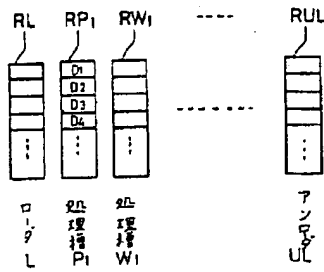 RL RP1 RW1 ---- RUL
D1
D2
D3
D4
ローダ 処理槽 処理槽 アンローダ
L P1 W1 UL